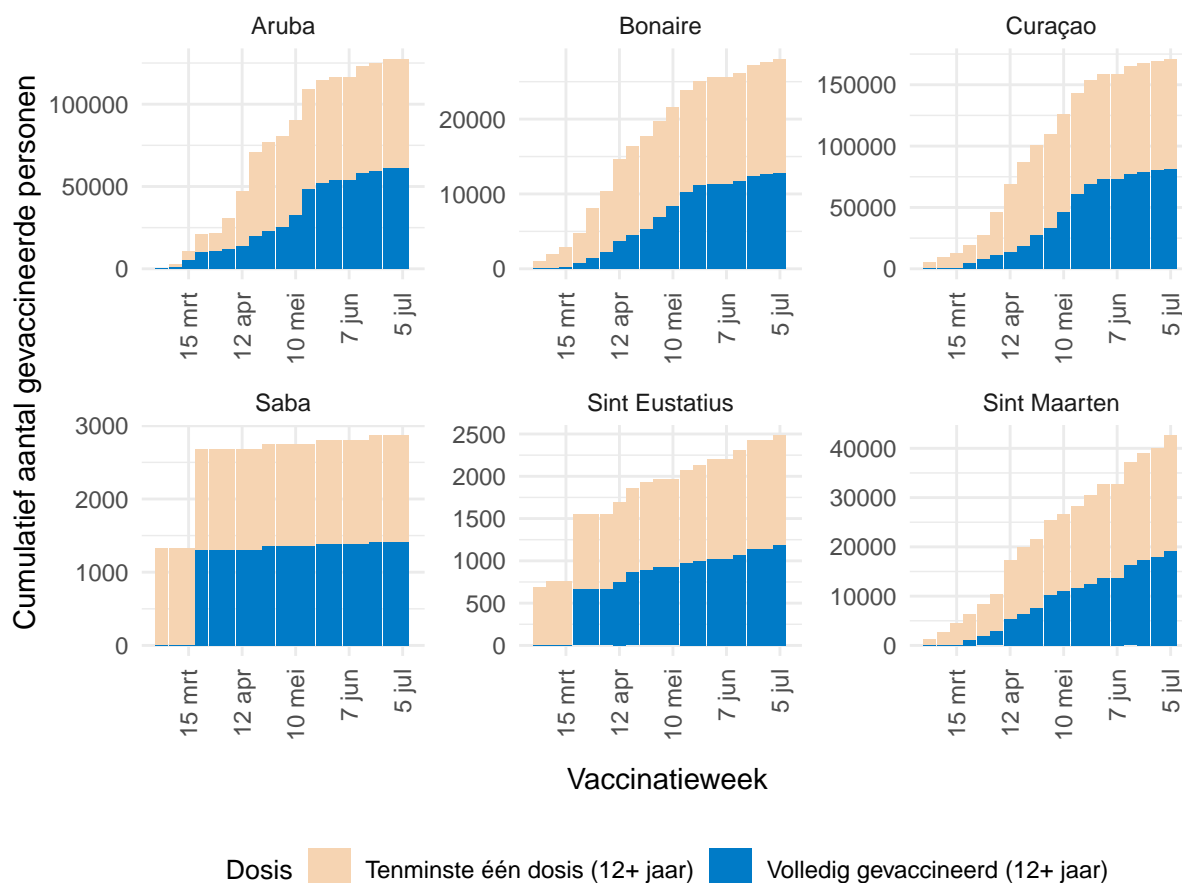 Aruba
Bonaire
Curaçao
100000
50000
0
20000
10000
0
150000
100000
50000
0
15 mrt
12 apr
10 mei
7 jun
5 jul
15 mrt
12 apr
10 mei
7 jun
5 jul
15 mrt
12 apr
10 mei
7 jun
5 jul
Cumulatief aantal gevaccineerde personen
Saba
Sint Eustatius
Sint Maarten
3000
2000
1000
0
2500
2000
1500
1000
500
0
40000
30000
20000
10000
0
15 mrt
12 apr
10 mei
7 jun
5 jul
15 mrt
12 apr
10 mei
7 jun
5 jul
15 mrt
12 apr
10 mei
7 jun
5 jul
Vaccinatieweek
Dosis Tenminste één dosis (12+ jaar) Volledig gevaccineerd (12+ jaar)